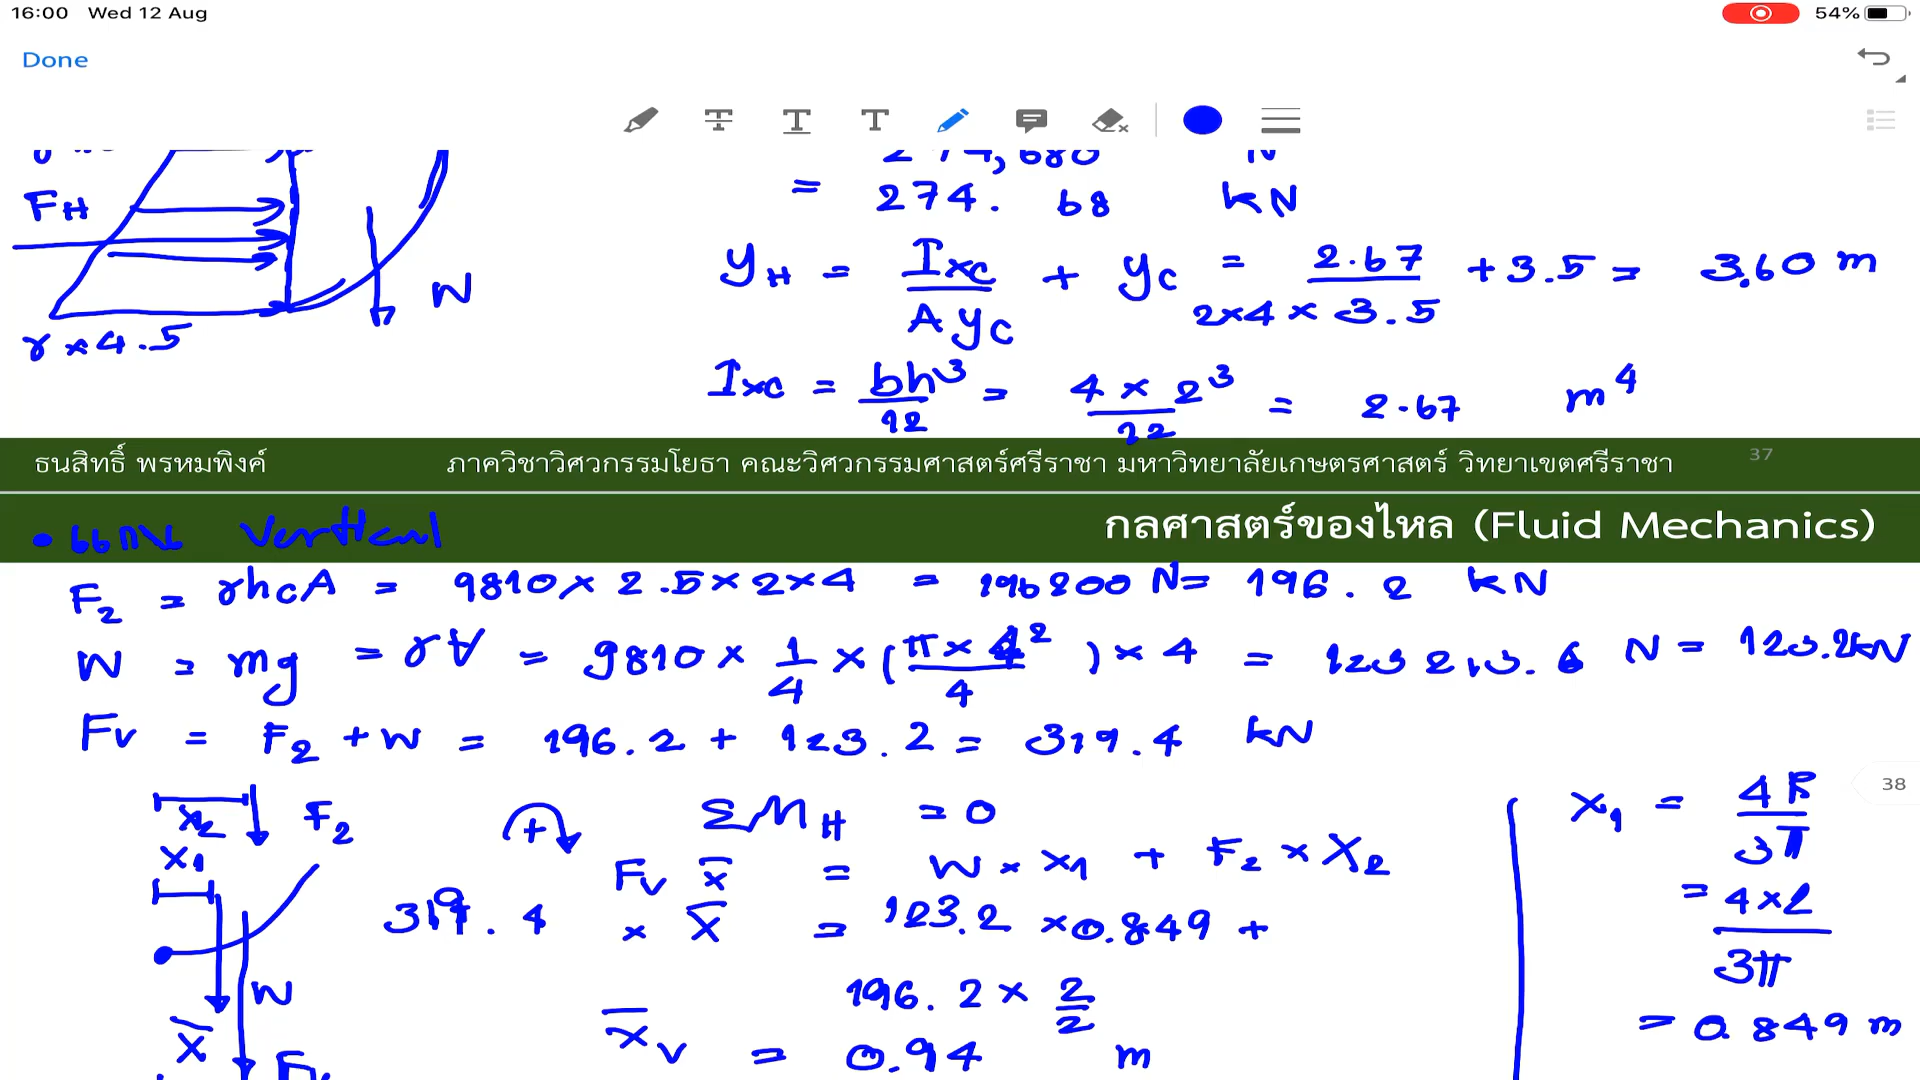 16:00 Wed 12 Aug
54%
Done
FH
W
γ × 4.5
= 274.68 kN
yH = Ixc / A yc + yc = 2.67 / 2×4×3.5 + 3.5 = 3.60 m
Ixc = bh³ / 12 = 4 × 2³ / 12 = 2.67 m⁴
ธนสิทธิ์ พรหมพิงค์ ภาควิชาวิศวกรรมโยธา คณะวิศวกรรมศาสตร์ศรีราชา มหาวิทยาลัยเกษตรศาสตร์ วิทยาเขตศรีราชา 37
กลศาสตร์ของไหล (Fluid Mechanics)
• แกน Vertical
F₂ = γhcA = 9810 × 2.5 × 2 × 4 = 196200 N = 196.2 kN
W = mg = γV = 9810 × 1/4 × (π × 4² / 4) × 4 = 123213.6 N = 123.2kN
Fv = F₂ + W = 196.2 + 123.2 = 319.4 kN
38
x₂ F₂
x₁
W
x̄
ΣMH = 0
+
Fv x̄ = W × x₁ + F₂ × x₂
319.4 × x̄ = 123.2 × 0.849 +
196.2 × 2/2
x̄v = 0.94 m
x₁ = 4R / 3π
= 4×2 / 3π
= 0.849 m